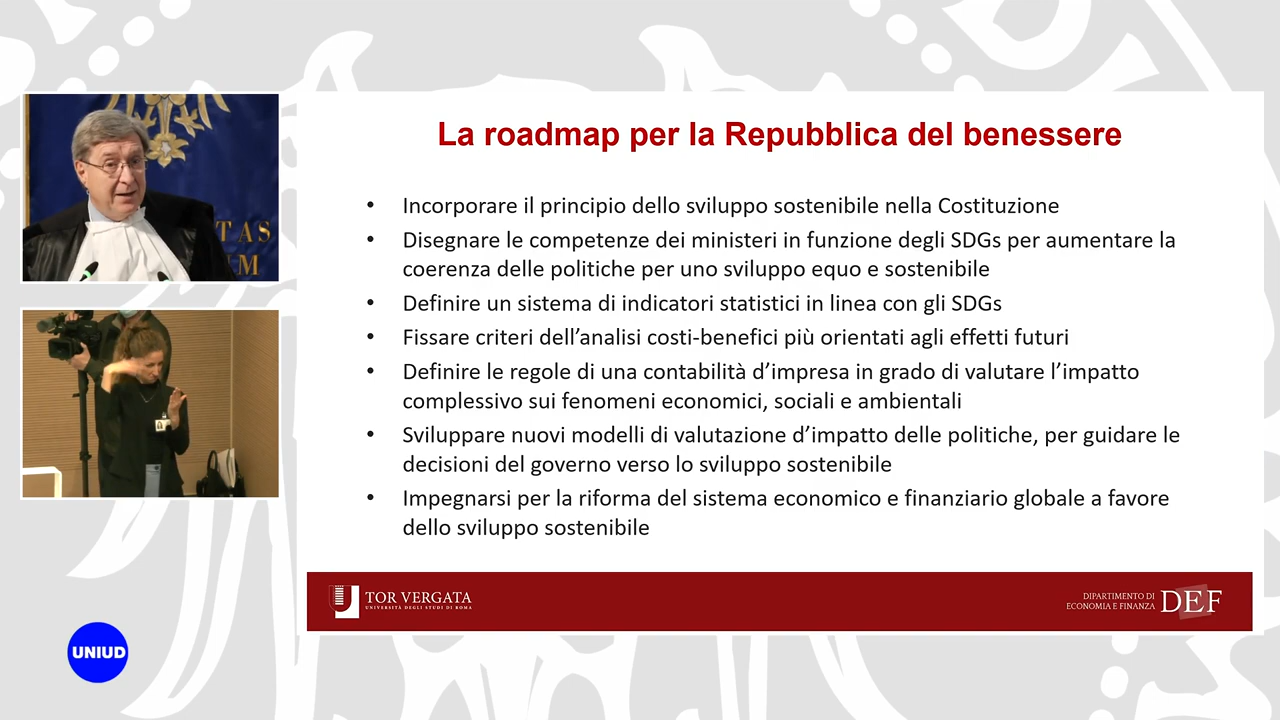 TAS
UM
La roadmap per la Repubblica del benessere
• Incorporare il principio dello sviluppo sostenibile nella Costituzione
• Disegnare le competenze dei ministeri in funzione degli SDGs per aumentare la
coerenza delle politiche per uno sviluppo equo e sostenibile
• Definire un sistema di indicatori statistici in linea con gli SDGs
• Fissare criteri dell’analisi costi-benefici più orientati agli effetti futuri
• Definire le regole di una contabilità d’impresa in grado di valutare l’impatto
complessivo sui fenomeni economici, sociali e ambientali
• Sviluppare nuovi modelli di valutazione d’impatto delle politiche, per guidare le
decisioni del governo verso lo sviluppo sostenibile
• Impegnarsi per la riforma del sistema economico e finanziario globale a favore
dello sviluppo sostenibile
TOR VERGATA
UNIVERSITÀ DEGLI STUDI DI ROMA
DIPARTIMENTO DI
ECONOMIA E FINANZA
DEF
UNIUD